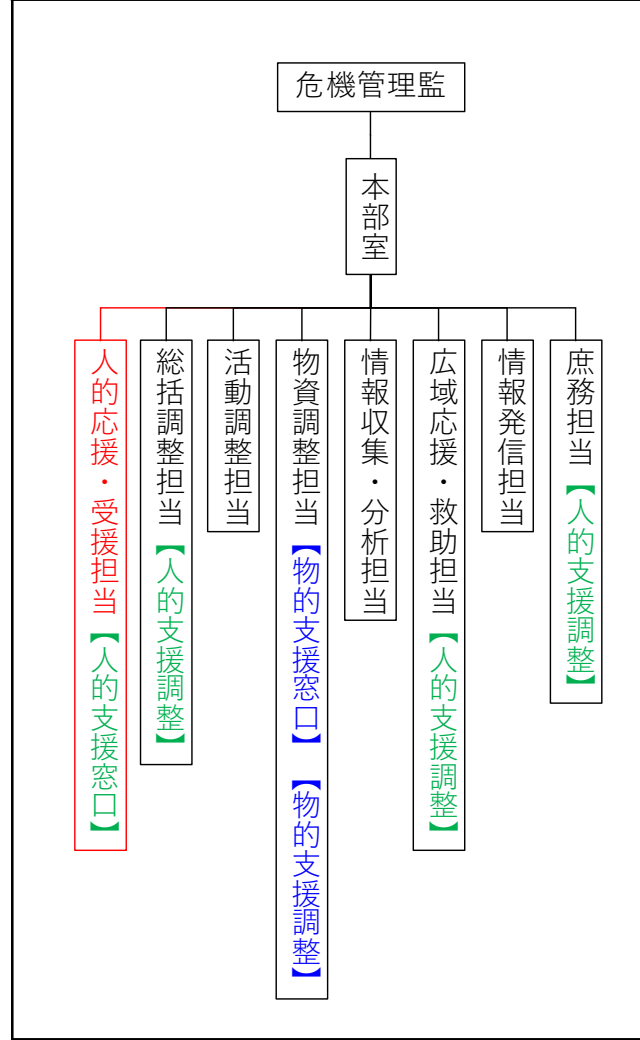 危機管理監
本部室
庶務担当【人的支援調整】
情報発信担当
広域応援・救助担当【人的支援調整】
情報収集・分析担当
物資調整担当【物的支援窓口】【物的支援調整】
活動調整担当
総括調整担当【人的支援調整】
人的応援・受援担当【人的支援窓口】